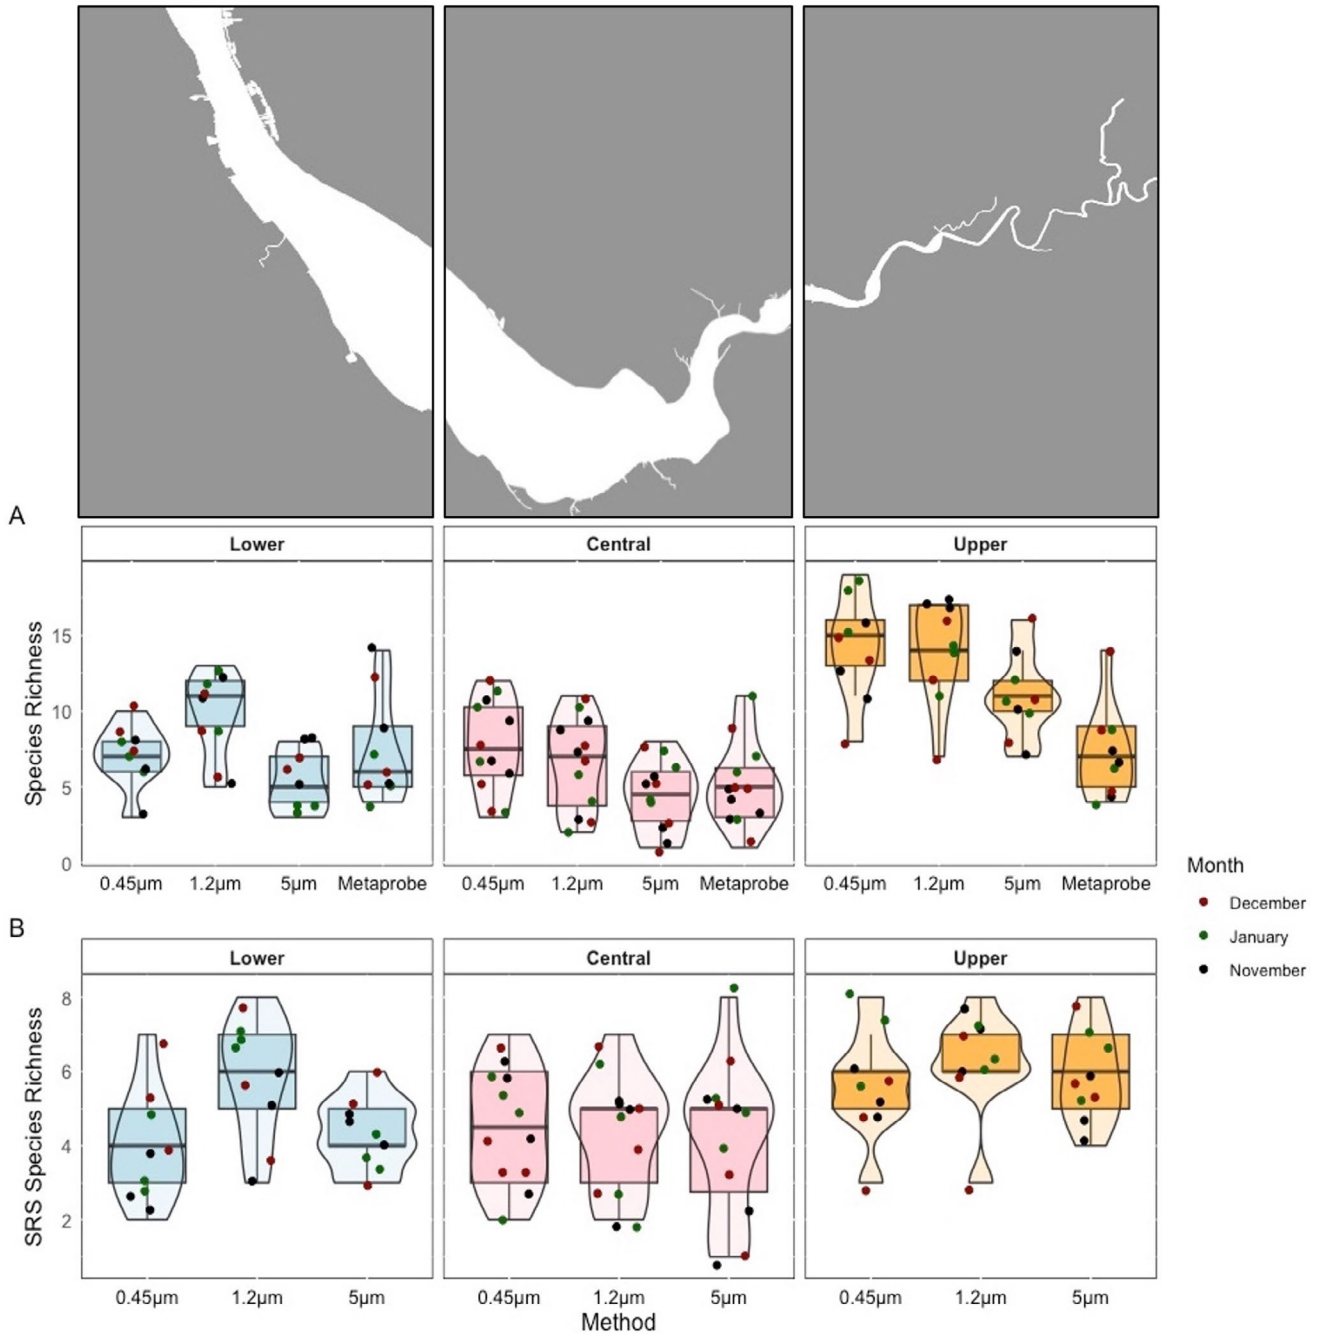 A
Lower
Central
Upper
Species Richness
15
10
5
0
0.45µm 1.2µm 5µm Metaprobe
0.45µm 1.2µm 5µm Metaprobe
0.45µm 1.2µm 5µm Metaprobe
Month
December
January
November
B
Lower
Central
Upper
SRS Species Richness
8
6
4
2
0.45µm 1.2µm 5µm
0.45µm 1.2µm 5µm
0.45µm 1.2µm 5µm
Method